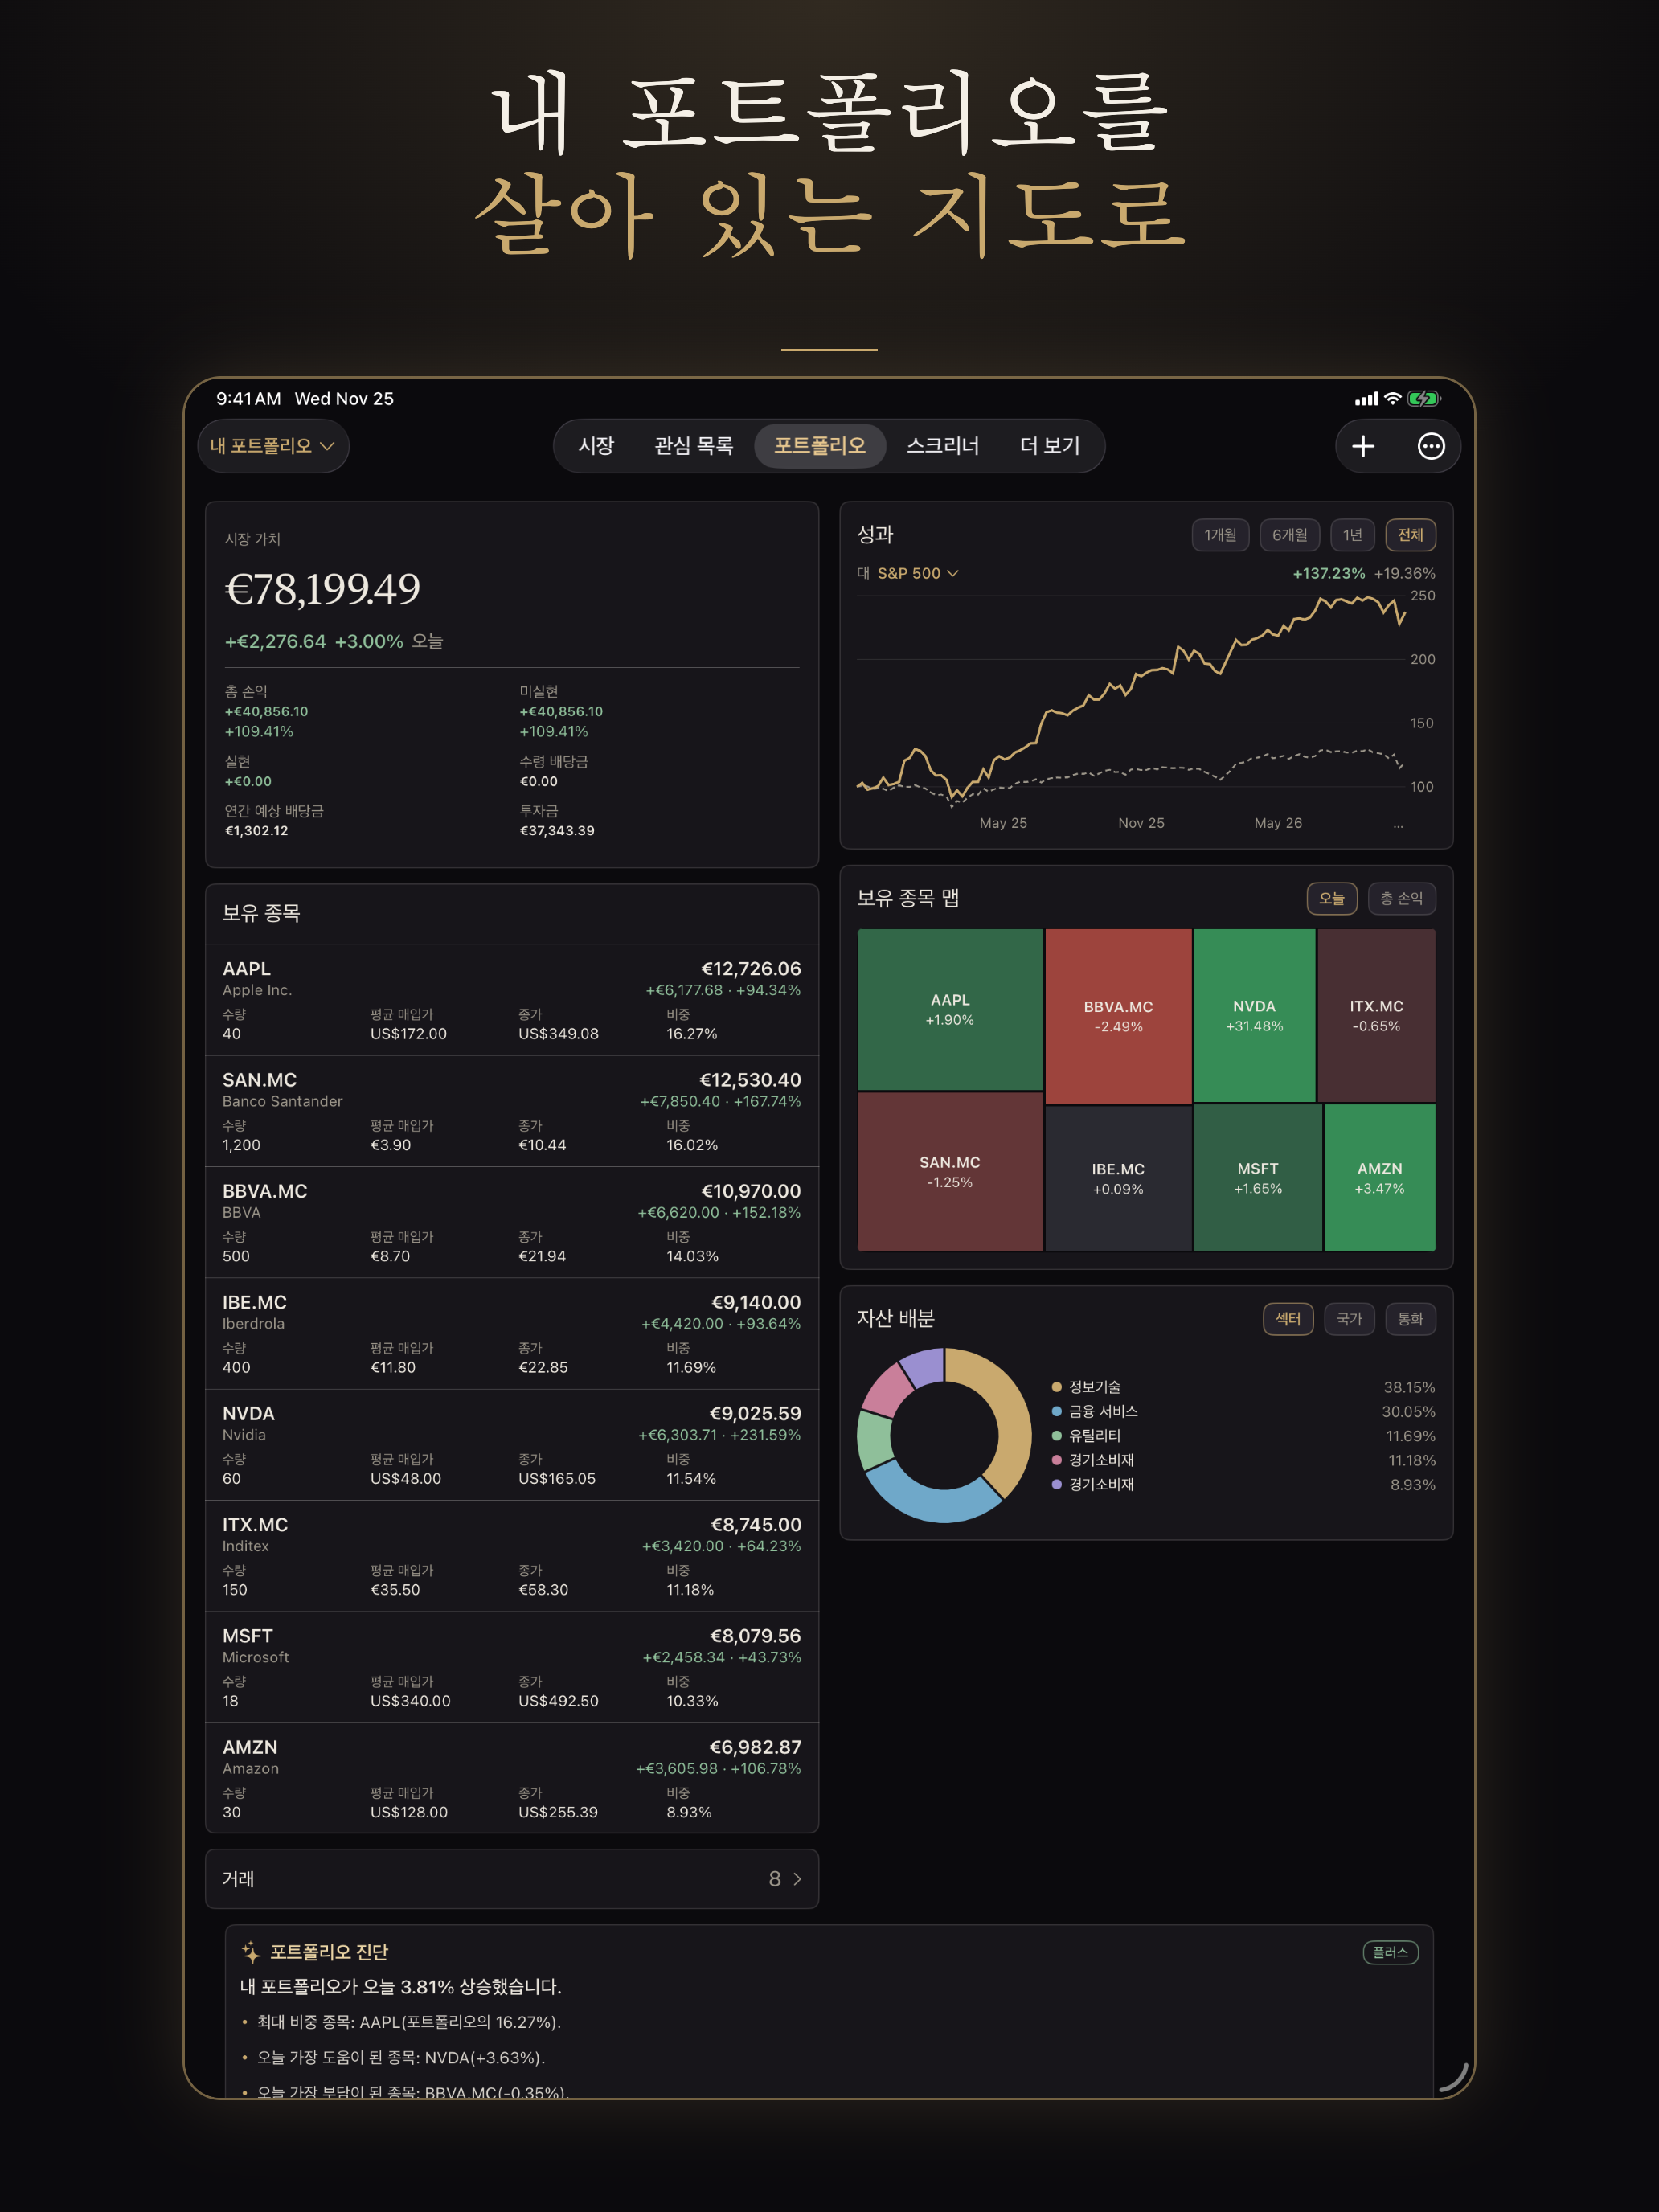 내 포트폴리오를
살아 있는 지도로
9:41 AM Wed Nov 25
내 포트폴리오
시장 관심 목록 포트폴리오 스크리너 더 보기
시장 가치
€78,199.49
+€2,276.64 +3.00% 오늘
총 손익 미실현
+€40,856.10 +€40,856.10
+109.41% +109.41%
실현 수령 배당금
+€0.00 €0.00
연간 예상 배당금 투자금
€1,302.12 €37,343.39
보유 종목
AAPL €12,726.06
Apple Inc. +€6,177.68 · +94.34%
수량 평균 매입가 종가 비중
40 US$172.00 US$349.08 16.27%
SAN.MC €12,530.40
Banco Santander +€7,850.40 · +167.74%
수량 평균 매입가 종가 비중
1,200 €3.90 €10.44 16.02%
BBVA.MC €10,970.00
BBVA +€6,620.00 · +152.18%
수량 평균 매입가 종가 비중
500 €8.70 €21.94 14.03%
IBE.MC €9,140.00
Iberdrola +€4,420.00 · +93.64%
수량 평균 매입가 종가 비중
400 €11.80 €22.85 11.69%
NVDA €9,025.59
Nvidia +€6,303.71 · +231.59%
수량 평균 매입가 종가 비중
60 US$48.00 US$165.05 11.54%
ITX.MC €8,745.00
Inditex +€3,420.00 · +64.23%
수량 평균 매입가 종가 비중
150 €35.50 €58.30 11.18%
MSFT €8,079.56
Microsoft +€2,458.34 · +43.73%
수량 평균 매입가 종가 비중
18 US$340.00 US$492.50 10.33%
AMZN €6,982.87
Amazon +€3,605.98 · +106.78%
수량 평균 매입가 종가 비중
30 US$128.00 US$255.39 8.93%
거래 8
성과 1개월 6개월 1년 전체
대 S&P 500 +137.23% +19.36%
250
200
150
100
May 25 Nov 25 May 26 ...
보유 종목 맵 오늘 총 손익
AAPL
+1.90%
BBVA.MC
-2.49%
NVDA
+31.48%
ITX.MC
-0.65%
SAN.MC
-1.25%
IBE.MC
+0.09%
MSFT
+1.65%
AMZN
+3.47%
자산 배분 섹터 국가 통화
정보기술 38.15%
금융 서비스 30.05%
유틸리티 11.69%
경기소비재 11.18%
경기소비재 8.93%
포트폴리오 진단 플러스
내 포트폴리오가 오늘 3.81% 상승했습니다.
• 최대 비중 종목: AAPL(포트폴리오의 16.27%).
• 오늘 가장 도움이 된 종목: NVDA(+3.63%).
• 오늘 가장 부담이 된 종목: BBVA.MC(-0.35%).